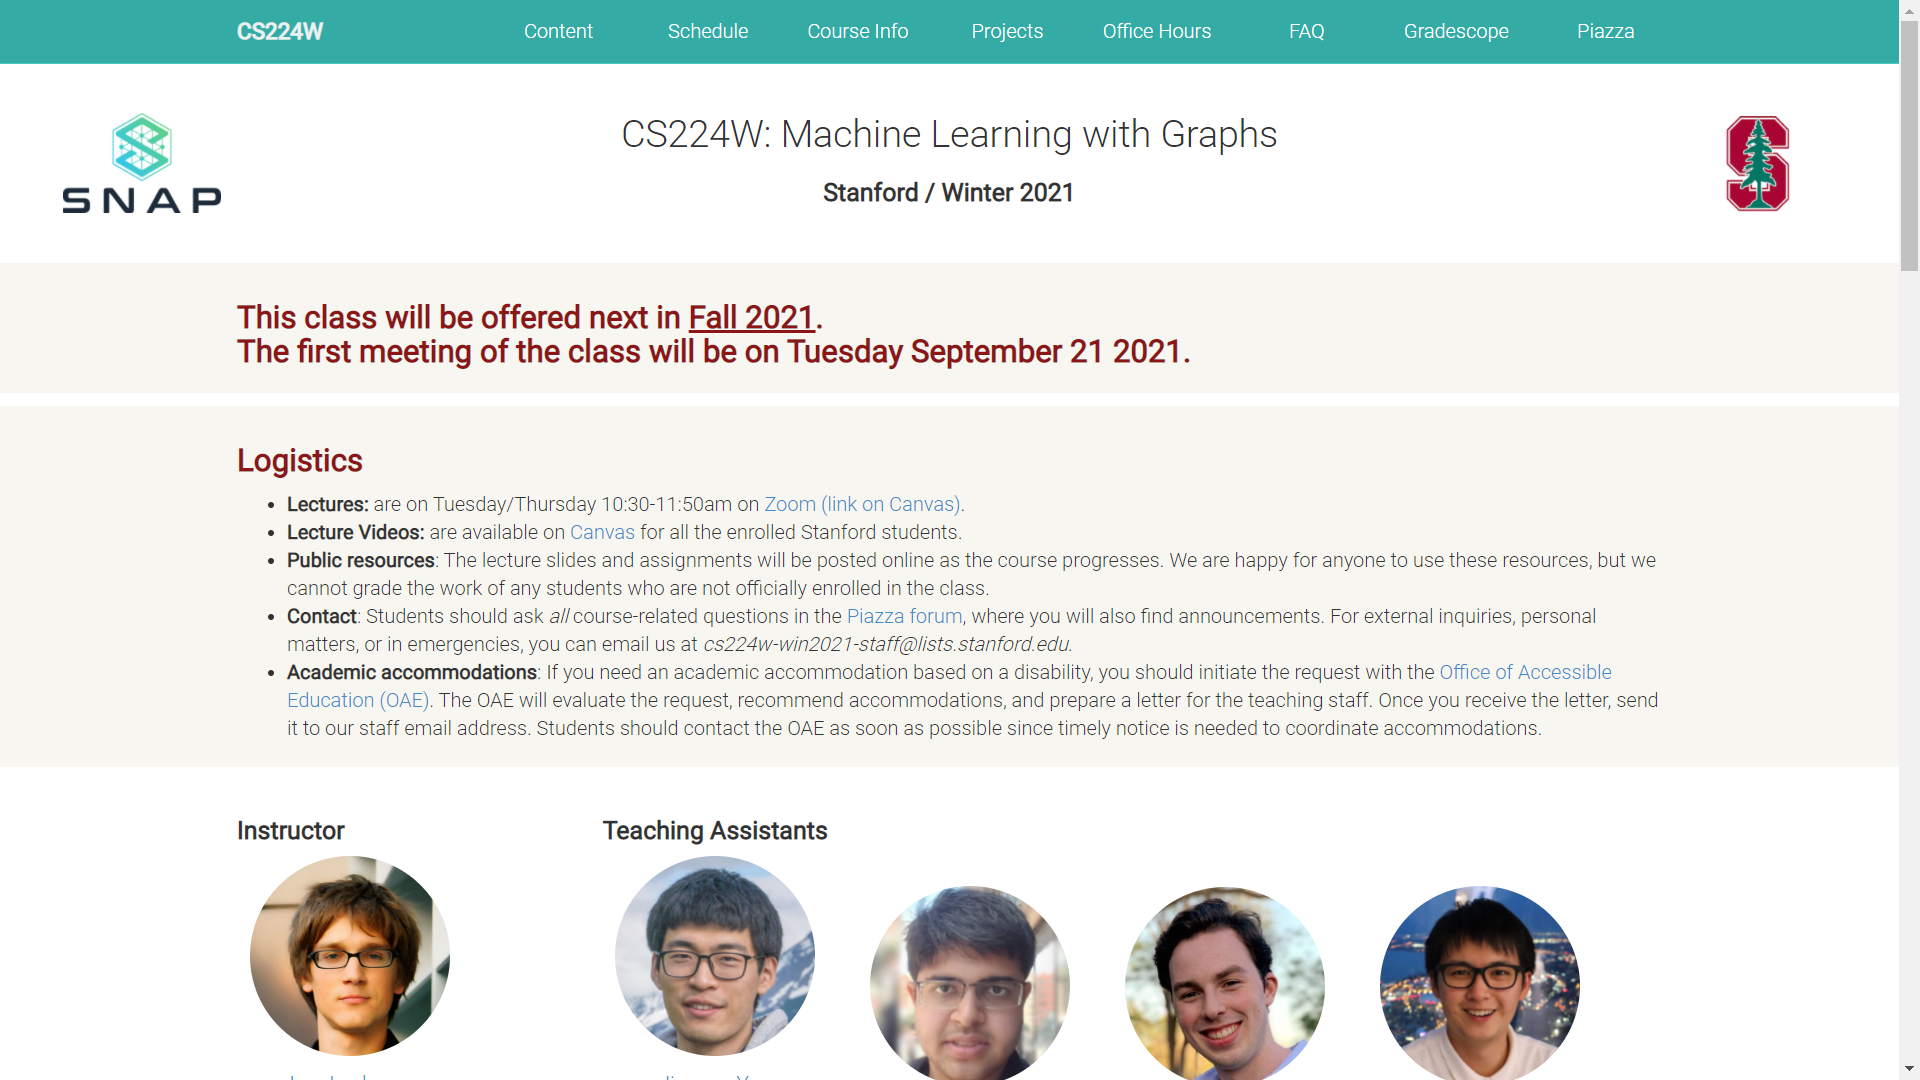 CS224W
Content
Schedule
Course Info
Projects
Office Hours
FAQ
Gradescope
Piazza
SNAP
CS224W: Machine Learning with Graphs
Stanford / Winter 2021
This class will be offered next in Fall 2021.
The first meeting of the class will be on Tuesday September 21 2021.
Logistics
• Lectures: are on Tuesday/Thursday 10:30-11:50am on Zoom (link on Canvas).
• Lecture Videos: are available on Canvas for all the enrolled Stanford students.
• Public resources: The lecture slides and assignments will be posted online as the course progresses. We are happy for anyone to use these resources, but we
cannot grade the work of any students who are not officially enrolled in the class.
• Contact: Students should ask all course-related questions in the Piazza forum, where you will also find announcements. For external inquiries, personal
matters, or in emergencies, you can email us at cs224w-win2021-staff@lists.stanford.edu.
• Academic accommodations: If you need an academic accommodation based on a disability, you should initiate the request with the Office of Accessible
Education (OAE). The OAE will evaluate the request, recommend accommodations, and prepare a letter for the teaching staff. Once you receive the letter, send
it to our staff email address. Students should contact the OAE as soon as possible since timely notice is needed to coordinate accommodations.
Instructor
Teaching Assistants